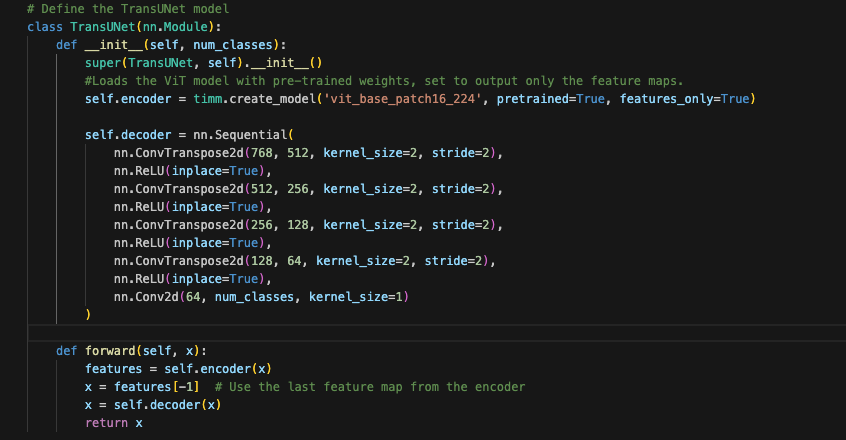 # Define the TransUNet model
class TransUNet(nn.Module):
    def __init__(self, num_classes):
        super(TransUNet, self).__init__()
        #Loads the ViT model with pre-trained weights, set to output only the feature maps.
        self.encoder = timm.create_model('vit_base_patch16_224', pretrained=True, features_only=True)

        self.decoder = nn.Sequential(
            nn.ConvTranspose2d(768, 512, kernel_size=2, stride=2),
            nn.ReLU(inplace=True),
            nn.ConvTranspose2d(512, 256, kernel_size=2, stride=2),
            nn.ReLU(inplace=True),
            nn.ConvTranspose2d(256, 128, kernel_size=2, stride=2),
            nn.ReLU(inplace=True),
            nn.ConvTranspose2d(128, 64, kernel_size=2, stride=2),
            nn.ReLU(inplace=True),
            nn.Conv2d(64, num_classes, kernel_size=1)
        )

    def forward(self, x):
        features = self.encoder(x)
        x = features[-1]  # Use the last feature map from the encoder
        x = self.decoder(x)
        return x